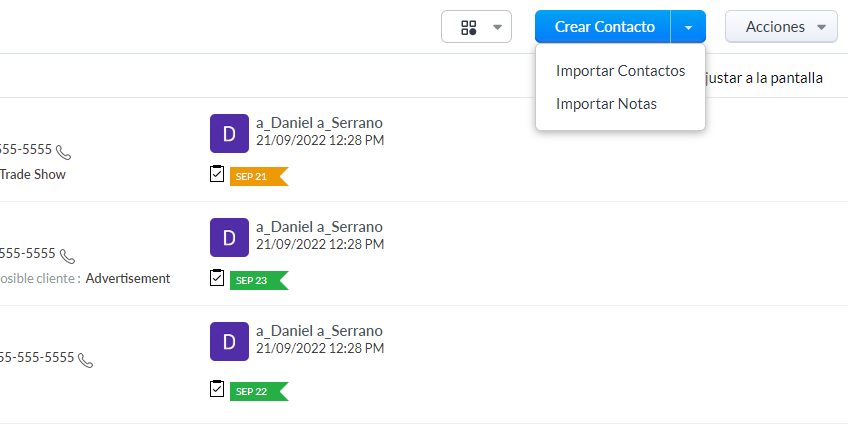 Crear Contacto
Acciones
Importar Contactos
justar a la pantalla
Importar Notas
D
a_Daniel a_Serrano
21/09/2022 12:28 PM
555-5555
Trade Show
SEP 21
D
a_Daniel a_Serrano
21/09/2022 12:28 PM
555-5555
osible cliente : Advertisement
SEP 23
D
a_Daniel a_Serrano
21/09/2022 12:28 PM
55-555-5555
SEP 22